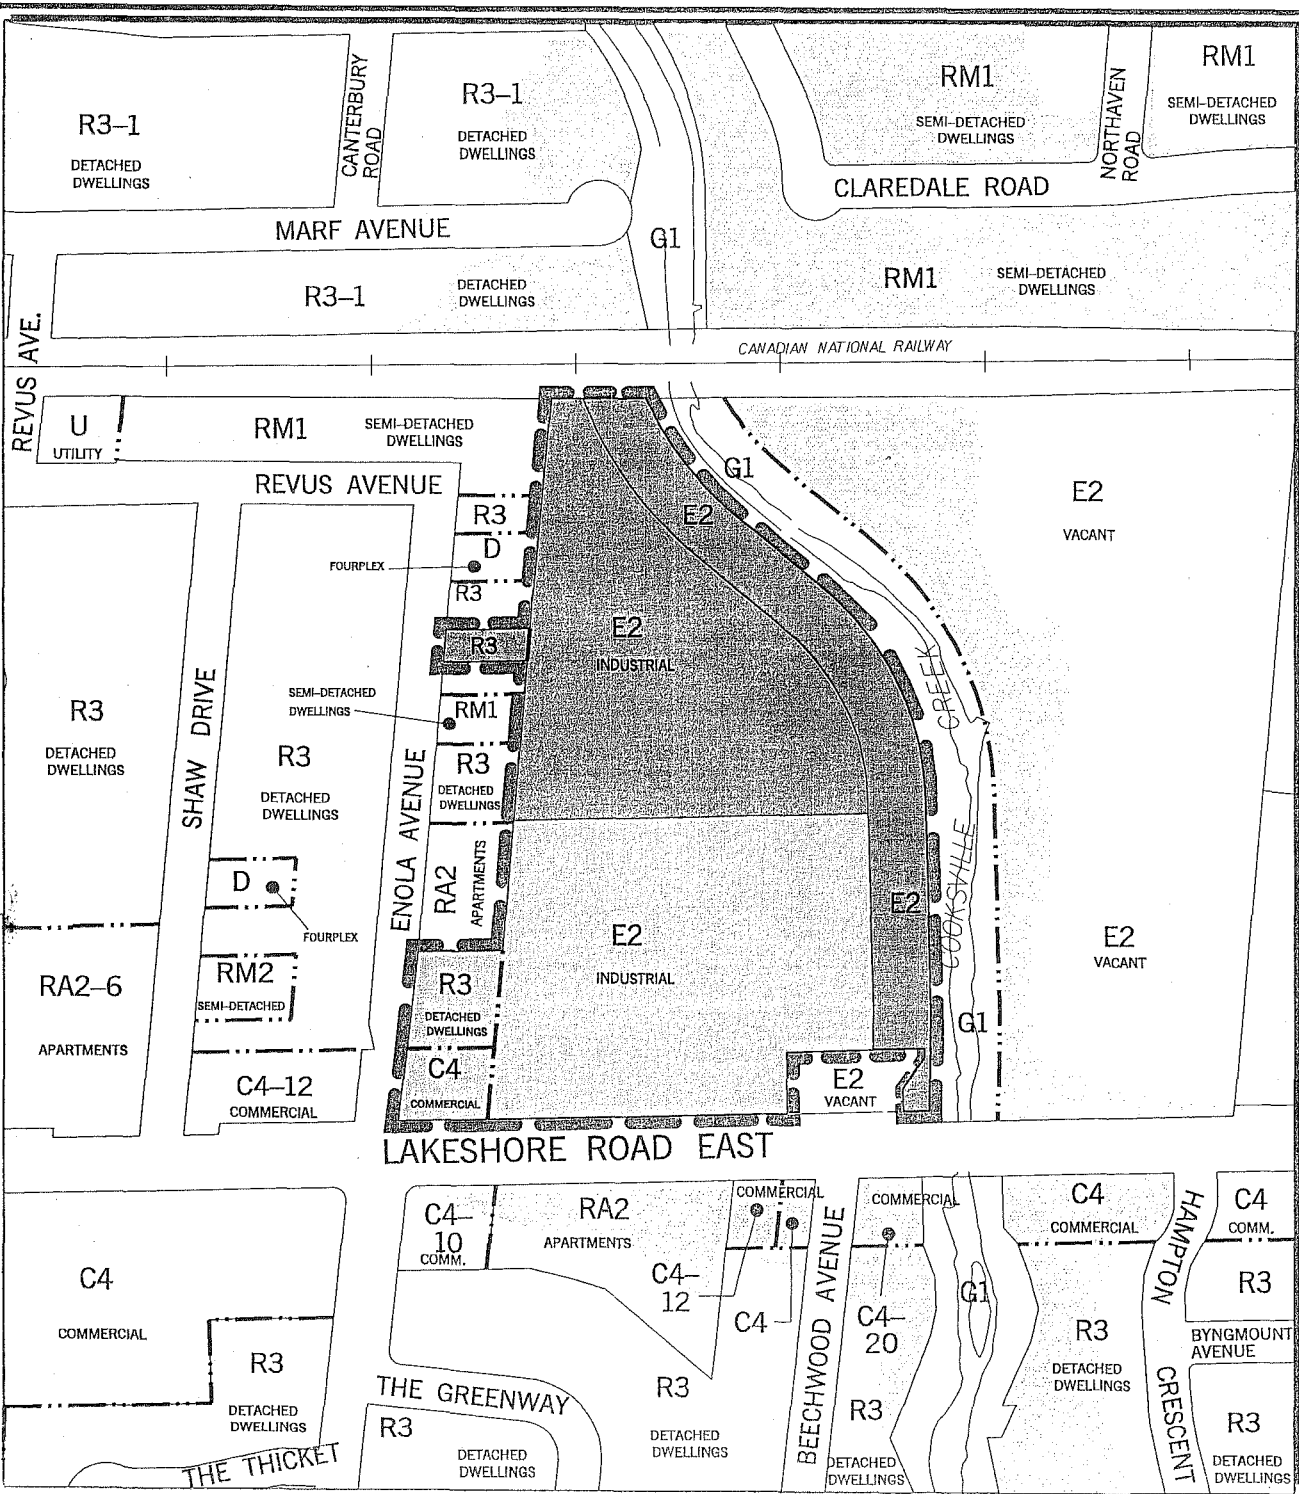 R3–1
DETACHED
DWELLINGS
CANTERBURY
ROAD
R3–1
DETACHED
DWELLINGS
RM1
SEMI–DETACHED
DWELLINGS
NORTHAVEN
ROAD
RM1
SEMI–DETACHED
DWELLINGS
CLAREDALE ROAD
MARF AVENUE
G1
R3–1
DETACHED
DWELLINGS
RM1
SEMI–DETACHED
DWELLINGS
REVUS AVE.
CANADIAN NATIONAL RAILWAY
U
UTILITY
RM1
SEMI–DETACHED
DWELLINGS
REVUS AVENUE
G1
E2
VACANT
R3
E2
FOURPLEX
D
R3
E2
INDUSTRIAL
R3
SHAW DRIVE
SEMI–DETACHED
DWELLINGS
RM1
R3
DETACHED
DWELLINGS
R3
DETACHED
DWELLINGS
R3
DETACHED
DWELLINGS
ENOLA AVENUE
COOKSVILLE CREEK
D
FOURPLEX
RA2
APARTMENTS
E2
E2
INDUSTRIAL
E2
VACANT
RA2–6
APARTMENTS
RM2
SEMI–DETACHED
R3
DETACHED
DWELLINGS
G1
C4–12
COMMERCIAL
C4
COMMERCIAL
E2
VACANT
LAKESHORE ROAD EAST
C4–
10
COMM.
RA2
APARTMENTS
COMMERCIAL
COMMERCIAL
C4
COMMERCIAL
HAMPTON
CRESCENT
C4
COMM.
C4
COMMERCIAL
C4–
12
C4
BEECHWOOD AVENUE
C4–
20
G1
R3
DETACHED
DWELLINGS
R3
BYNGMOUNT
AVENUE
R3
DETACHED
DWELLINGS
THE GREENWAY
R3
DETACHED
DWELLINGS
R3
DETACHED
DWELLINGS
R3
DETACHED
DWELLINGS
R3
DETACHED
DWELLINGS
THE THICKET